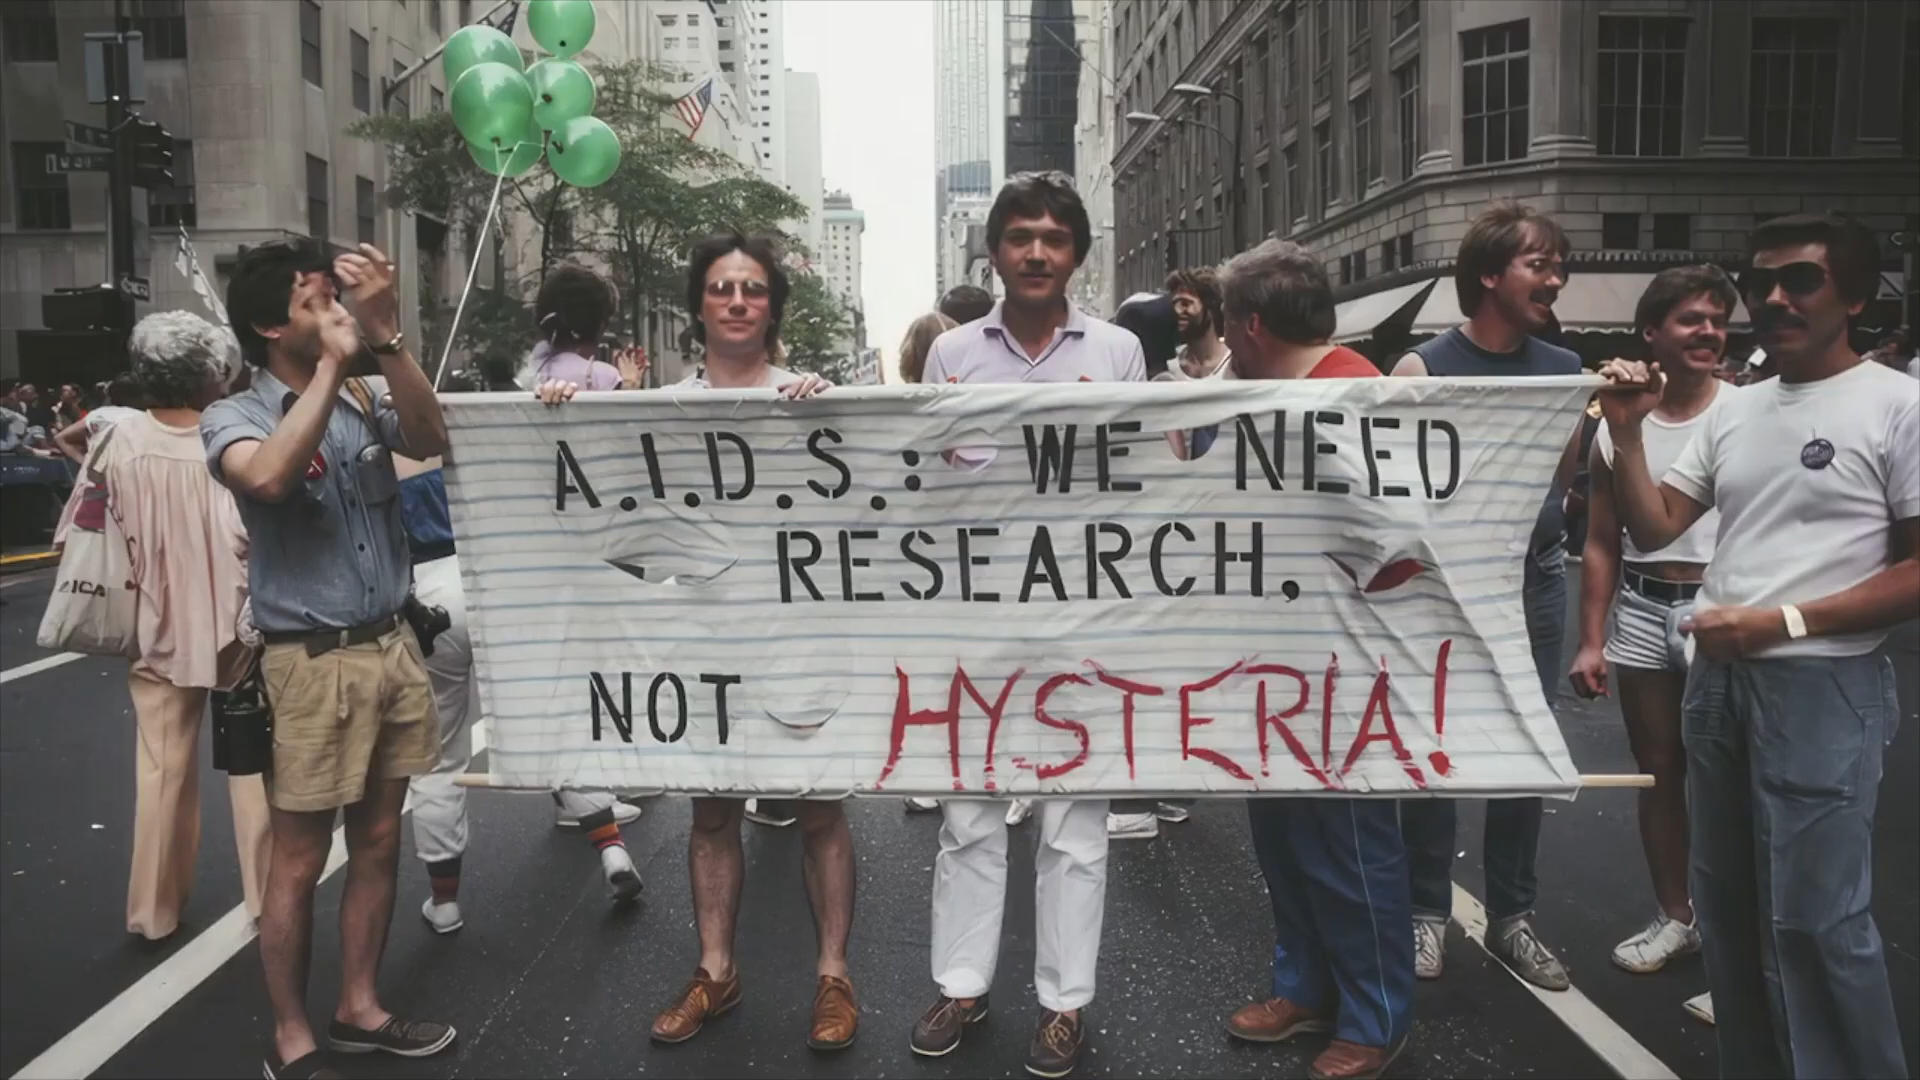 A.I.D.S.: WE NEED
RESEARCH,
NOT HYSTERIA!